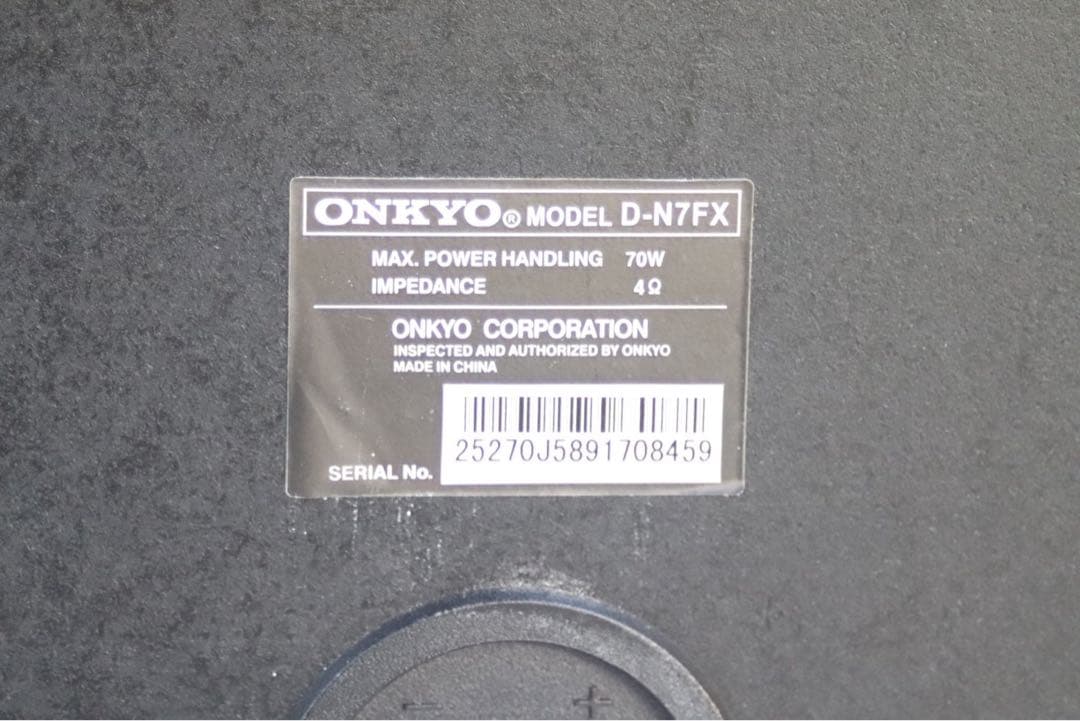 ONKYO® MODEL D-N7FX
MAX. POWER HANDLING 70W
IMPEDANCE 4Ω
ONKYO CORPORATION
INSPECTED AND AUTHORIZED BY ONKYO
MADE IN CHINA
25270J5891708459
SERIAL No.
− +